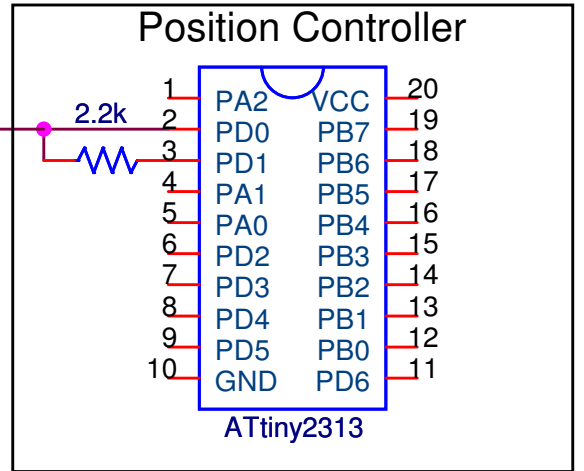 Position Controller
1 PA2 VCC 20
2.2k
2 PD0 PB7 19
3 PD1 PB6 18
4 PA1 PB5 17
5 PA0 PB4 16
6 PD2 PB3 15
7 PD3 PB2 14
8 PD4 PB1 13
9 PD5 PB0 12
10 GND PD6 11
ATtiny2313